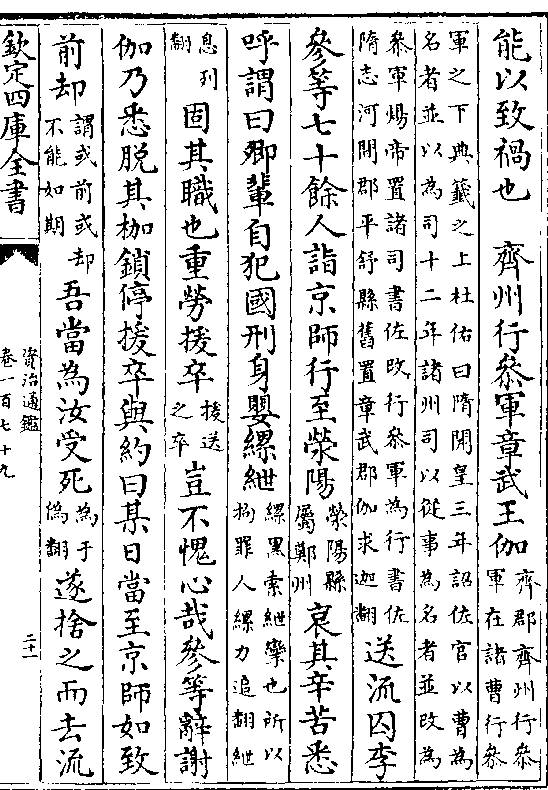 能以致禍也　齊州行參軍章武王伽齊郡齊州行參軍在諸曹行參
軍之下典籤之上杜佑曰隋開皇三年詔佐官以曹為
名者並以為司十二年諸州司以從事為名者並改為
參軍煬帝置諸司書佐改行參軍為行書佐
隋志河間郡平舒縣舊置章武郡伽求迦翻送流囚李
參等七十餘人詣京師行至滎陽滎陽縣屬鄭州哀其辛苦悉
呼謂曰卿輩自犯國刑身嬰縲絏縲黑索絏攣也所以拘罪人縲力追翻絏
息列翻固其職也重勞援卒援送之卒豈不愧心哉參等辭謝
伽乃悉脫其枷鎖停援卒與約曰某日當至京師如致
前却謂或前或却不能如期吾當為汝受死為于偽翻遂捨之而去流
欽定四庫全書
資治通鑑
卷一百七十九
二十一